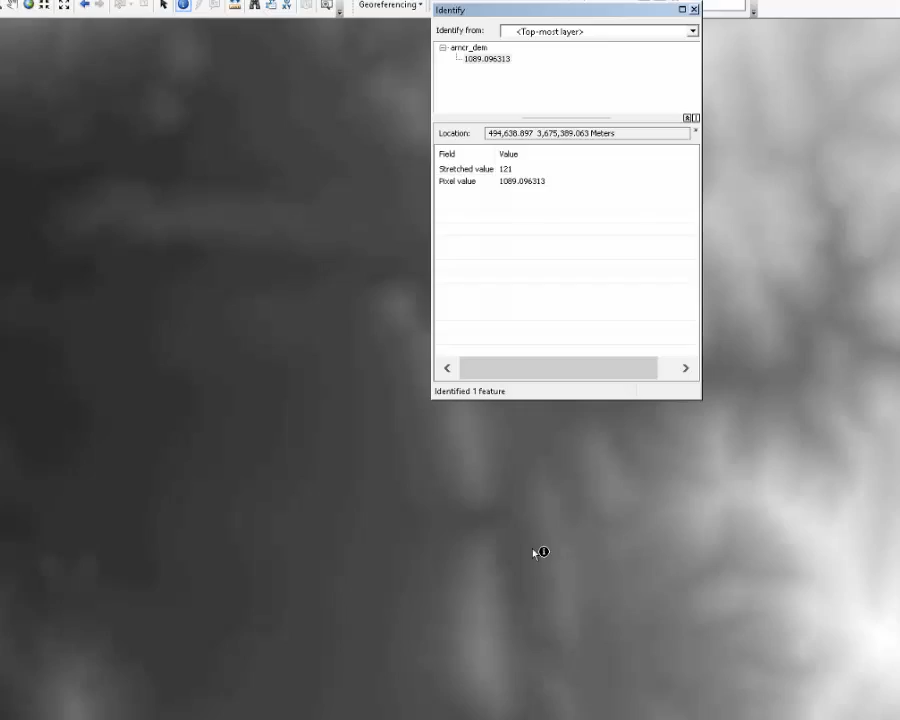 Georeferencing
Identify
Identify from: <Top-most layer>
arncr_dem
1089.096313
Location: 494,638.897 3,675,389.063 Meters
Field Value
Stretched value 121
Pixel value 1089.096313
Identified 1 feature